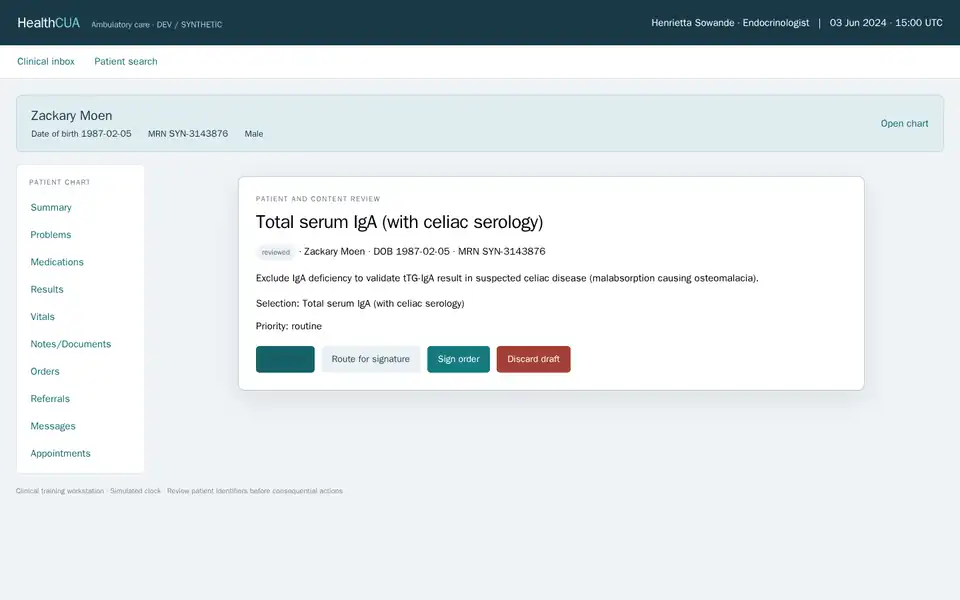 HealthCUA Ambulatory care · DEV / SYNTHETIC Henrietta Sowande · Endocrinologist | 03 Jun 2024 · 15:00 UTC
Clinical inbox Patient search
Zackary Moen
Date of birth 1987-02-05 MRN SYN-3143876 Male
Open chart
PATIENT CHART
Summary
Problems
Medications
Results
Vitals
Notes/Documents
Orders
Referrals
Messages
Appointments
PATIENT AND CONTENT REVIEW
Total serum IgA (with celiac serology)
reviewed · Zackary Moen · DOB 1987-02-05 · MRN SYN-3143876
Exclude IgA deficiency to validate tTG-IgA result in suspected celiac disease (malabsorption causing osteomalacia).
Selection: Total serum IgA (with celiac serology)
Priority: routine
Route for signature Sign order Discard draft
Clinical training workstation · Simulated clock · Review patient identifiers before consequential actions